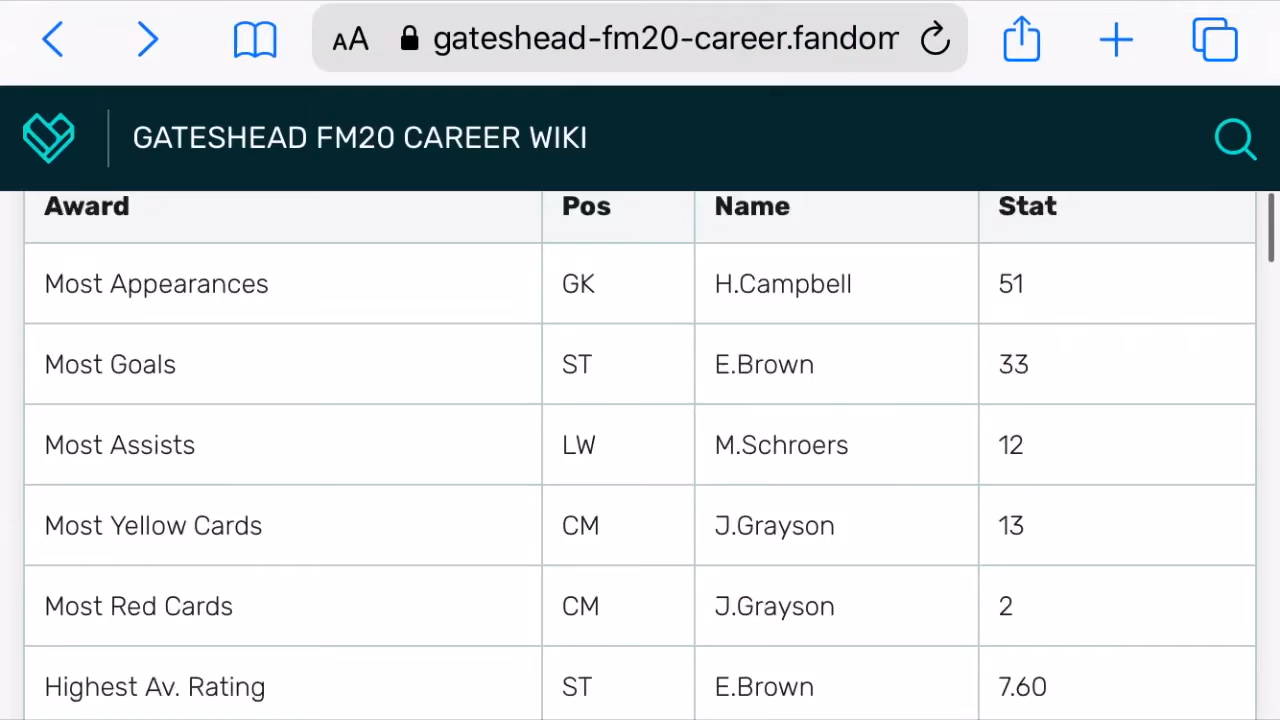 AA gateshead-fm20-career.fandom
GATESHEAD FM20 CAREER WIKI
Award Pos Name Stat
Most Appearances GK H.Campbell 51
Most Goals ST E.Brown 33
Most Assists LW M.Schroers 12
Most Yellow Cards CM J.Grayson 13
Most Red Cards CM J.Grayson 2
Highest Av. Rating ST E.Brown 7.60